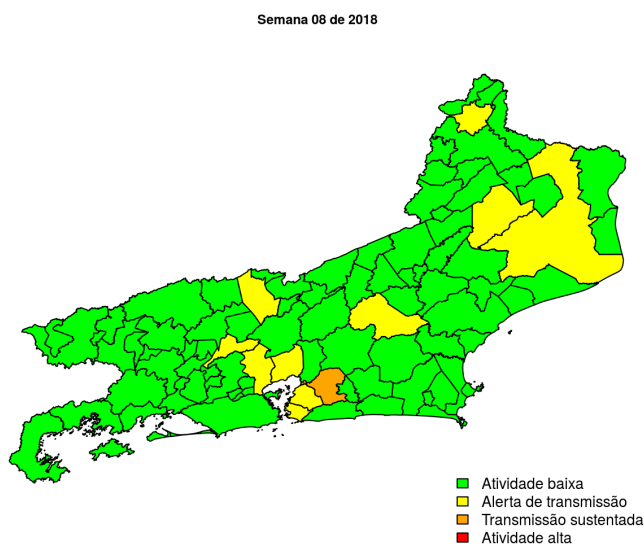 Semana 08 de 2018
Atividade baixa
Alerta de transmissão
Transmissão sustentada
Atividade alta